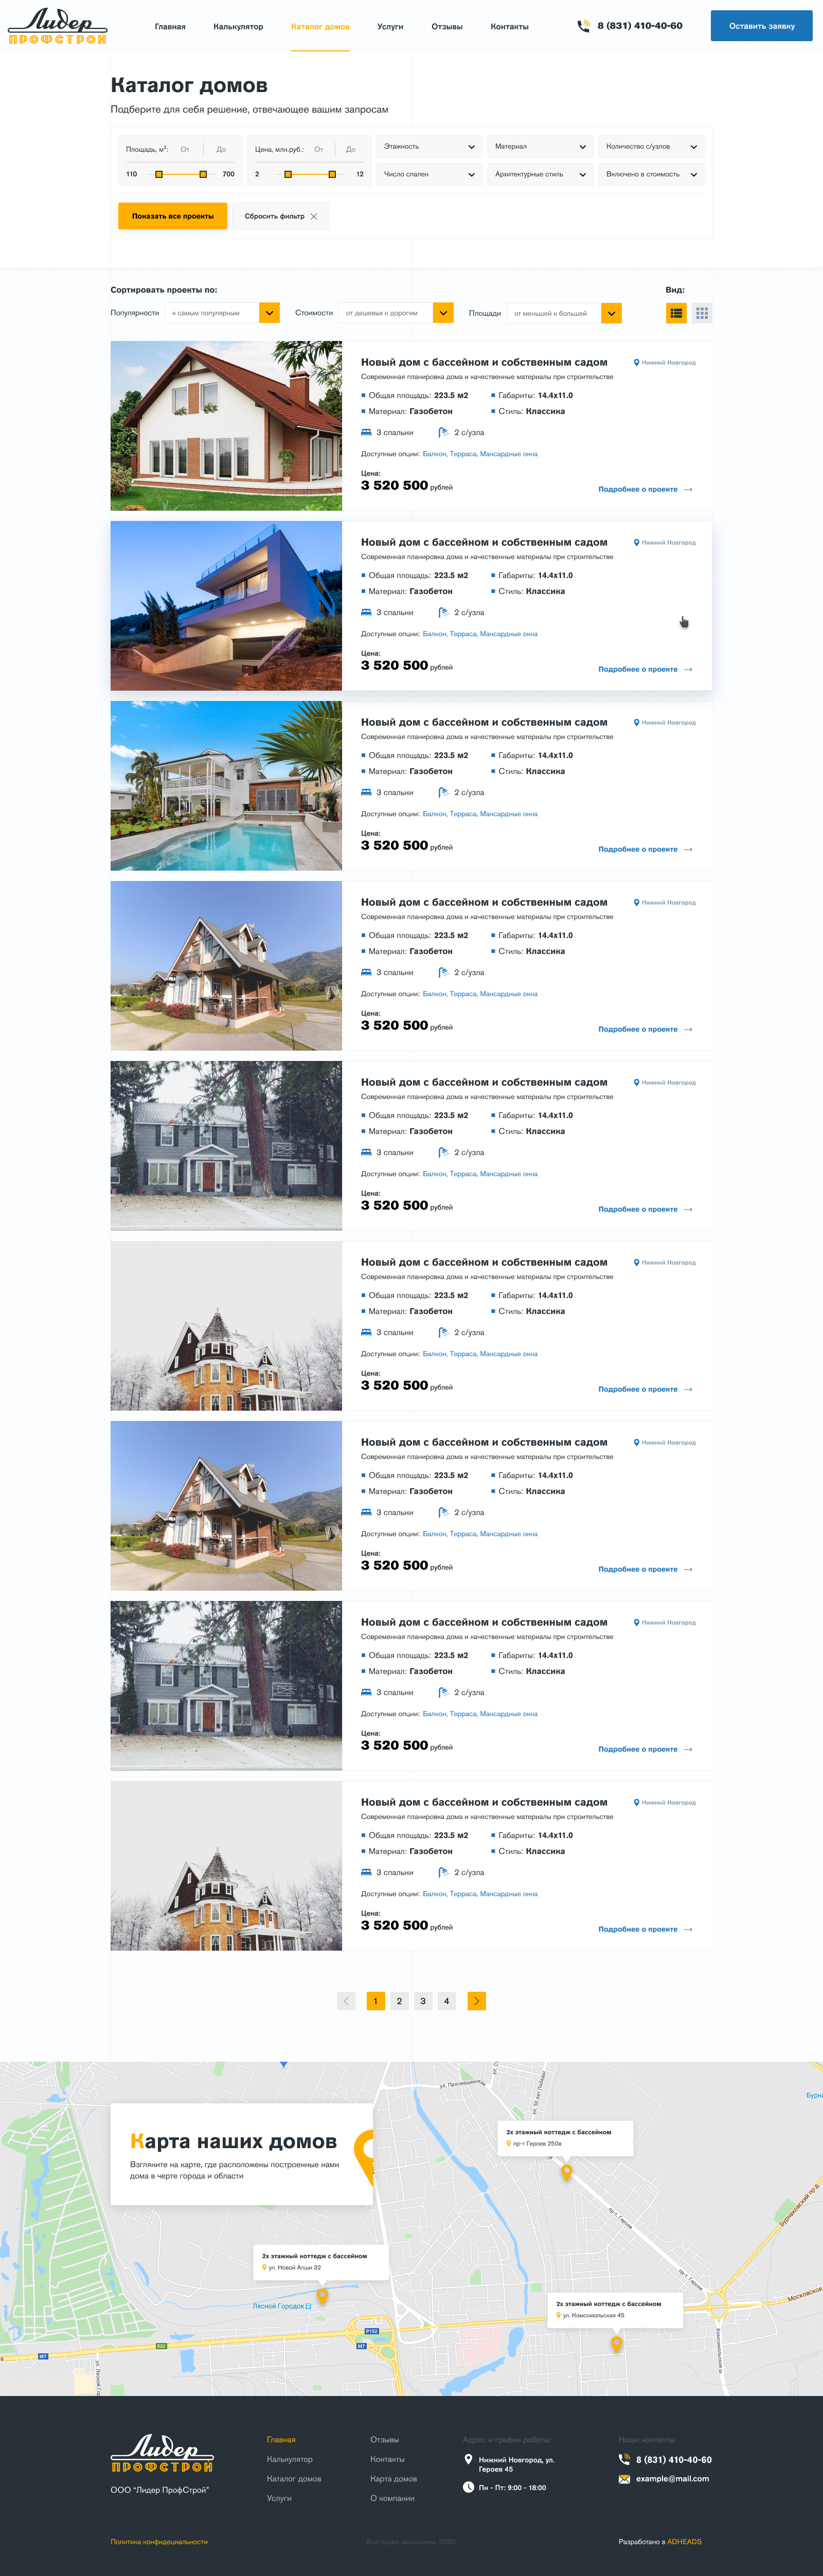 Лидер
ПРОФСТРОЙ
Главная
Калькулятор
Каталог домов
Услуги
Отзывы
Контакты
8 (831) 410-40-60
Оставить заявку
Каталог домов
Подберите для себя решение, отвечающее вашим запросам
Площадь, м²: От До
110 700
Цена, млн.руб.: От До
2 12
Этажность
Материал
Количество с/узлов
Число спален
Архитектурные стиль
Включено в стоимость
Показать все проекты
Сбросить фильтр
Сортировать проекты по:
Вид:
Популярности
к самым популярным
Стоимости
от дешевых к дорогим
Площади
от меньшей к большей
Новый дом с бассейном и собственным садом
Нижний Новгород
Современная планировка дома и качественные материалы при строительстве
Общая площадь: 223.5 м2 Габариты: 14.4x11.0
Материал: Газобетон Стиль: Классика
3 спальни 2 с/узла
Доступные опции: Балкон, Терраса, Мансардные окна
Цена:
3 520 500 рублей
Подробнее о проекте
Новый дом с бассейном и собственным садом
Нижний Новгород
Современная планировка дома и качественные материалы при строительстве
Общая площадь: 223.5 м2 Габариты: 14.4x11.0
Материал: Газобетон Стиль: Классика
3 спальни 2 с/узла
Доступные опции: Балкон, Терраса, Мансардные окна
Цена:
3 520 500 рублей
Подробнее о проекте
Новый дом с бассейном и собственным садом
Нижний Новгород
Современная планировка дома и качественные материалы при строительстве
Общая площадь: 223.5 м2 Габариты: 14.4x11.0
Материал: Газобетон Стиль: Классика
3 спальни 2 с/узла
Доступные опции: Балкон, Терраса, Мансардные окна
Цена:
3 520 500 рублей
Подробнее о проекте
Новый дом с бассейном и собственным садом
Нижний Новгород
Современная планировка дома и качественные материалы при строительстве
Общая площадь: 223.5 м2 Габариты: 14.4x11.0
Материал: Газобетон Стиль: Классика
3 спальни 2 с/узла
Доступные опции: Балкон, Терраса, Мансардные окна
Цена:
3 520 500 рублей
Подробнее о проекте
Новый дом с бассейном и собственным садом
Нижний Новгород
Современная планировка дома и качественные материалы при строительстве
Общая площадь: 223.5 м2 Габариты: 14.4x11.0
Материал: Газобетон Стиль: Классика
3 спальни 2 с/узла
Доступные опции: Балкон, Терраса, Мансардные окна
Цена:
3 520 500 рублей
Подробнее о проекте
Новый дом с бассейном и собственным садом
Нижний Новгород
Современная планировка дома и качественные материалы при строительстве
Общая площадь: 223.5 м2 Габариты: 14.4x11.0
Материал: Газобетон Стиль: Классика
3 спальни 2 с/узла
Доступные опции: Балкон, Терраса, Мансардные окна
Цена:
3 520 500 рублей
Подробнее о проекте
Новый дом с бассейном и собственным садом
Нижний Новгород
Современная планировка дома и качественные материалы при строительстве
Общая площадь: 223.5 м2 Габариты: 14.4x11.0
Материал: Газобетон Стиль: Классика
3 спальни 2 с/узла
Доступные опции: Балкон, Терраса, Мансардные окна
Цена:
3 520 500 рублей
Подробнее о проекте
Новый дом с бассейном и собственным садом
Нижний Новгород
Современная планировка дома и качественные материалы при строительстве
Общая площадь: 223.5 м2 Габариты: 14.4x11.0
Материал: Газобетон Стиль: Классика
3 спальни 2 с/узла
Доступные опции: Балкон, Терраса, Мансардные окна
Цена:
3 520 500 рублей
Подробнее о проекте
Новый дом с бассейном и собственным садом
Нижний Новгород
Современная планировка дома и качественные материалы при строительстве
Общая площадь: 223.5 м2 Габариты: 14.4x11.0
Материал: Газобетон Стиль: Классика
3 спальни 2 с/узла
Доступные опции: Балкон, Терраса, Мансардные окна
Цена:
3 520 500 рублей
Подробнее о проекте
1 2 3 4
ул. Просвещенства
ул. 50 лет Победы
Карта наших домов
Взгляните на карте, где расположены построенные нами
дома в черте города и области
2х этажный коттедж с бассейном
пр-т Героев 250в
пр-т. Героев
Бурнаковский пр-д
пр-т. Героев
Московское
2х этажный коттедж с бассейном
ул. Новой Апши 32
Лесной Городок
2х этажный коттедж с бассейном
ул. Комсомольская 45
Р152
Е22
М7
М7
Комсомольское ш.
Лидер
ПРОФСТРОЙ
ООО "Лидер ПрофСтрой"
Главная
Калькулятор
Каталог домов
Услуги
Отзывы
Контакты
Карта домов
О компании
Адрес и график работы:
Нижний Новгород, ул.
Героев 45
Пн - Пт: 9:00 - 18:00
Наши контакты:
8 (831) 410-40-60
example@mail.com
Политика конфидециальности
Все права защищены. 2020
Разработано в ADHEADS